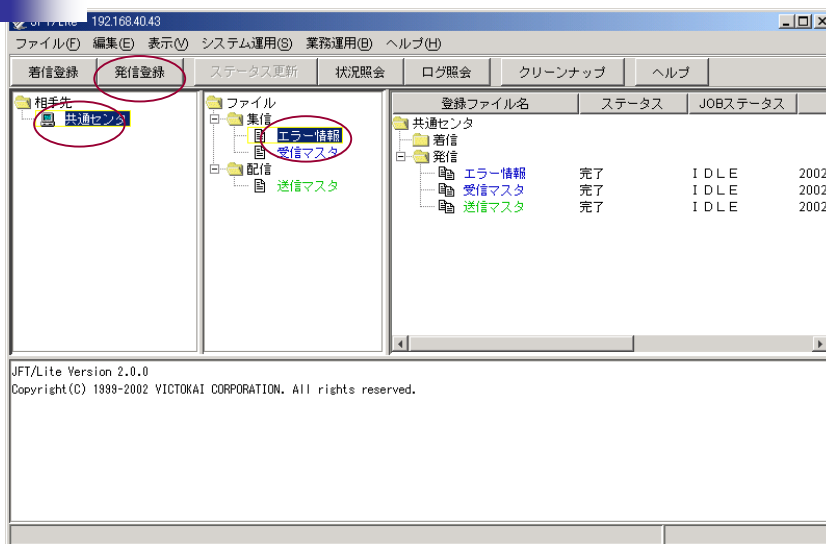 JFT/Lite 192.168.40.43
ファイル(F) 編集(E) 表示(V) システム運用(S) 業務運用(B) ヘルプ(H)
着信登録 発信登録 ステータス更新 状況照会 ログ照会 クリーンナップ ヘルプ
相手先
共通センタ
ファイル
集信
エラー情報
受信マスタ
配信
送信マスタ
登録ファイル名 ステータス JOBステータス
共通センタ
着信
発信
エラー情報 完了 IDLE 2002
受信マスタ 完了 IDLE 2002
送信マスタ 完了 IDLE 2002
JFT/Lite Version 2.0.0
Copyright(C) 1999-2002 VICTOKAI CORPORATION. All rights reserved.